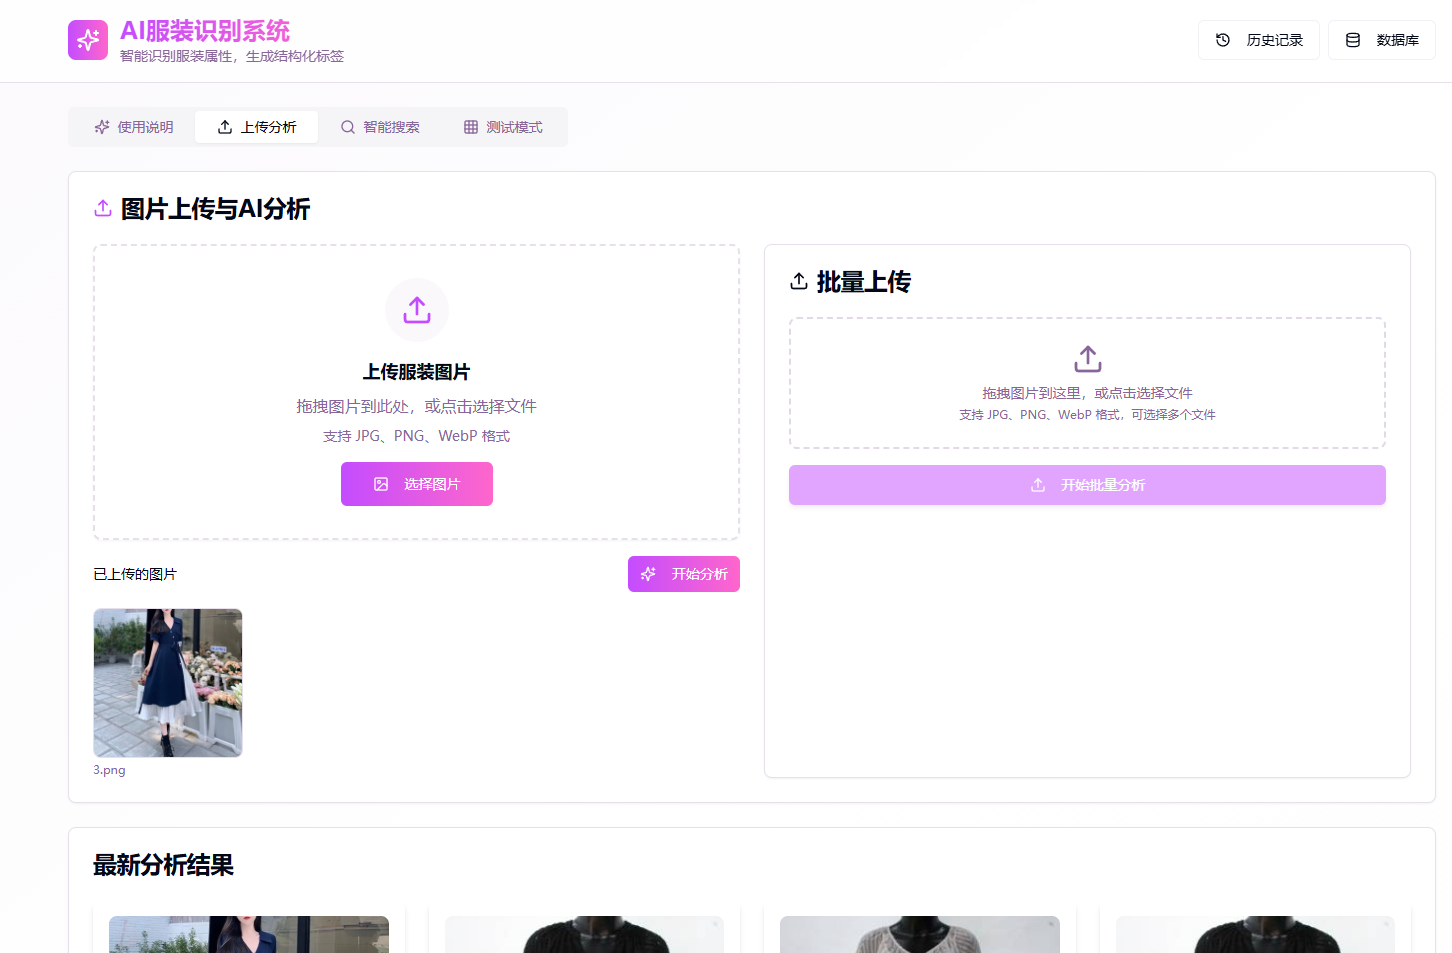 AI服装识别系统
智能识别服装属性，生成结构化标签
历史记录
数据库
使用说明
上传分析
智能搜索
测试模式
图片上传与AI分析
上传服装图片
拖拽图片到此处，或点击选择文件
支持 JPG、PNG、WebP 格式
选择图片
已上传的图片
开始分析
3.png
批量上传
拖拽图片到这里，或点击选择文件
支持 JPG、PNG、WebP 格式，可选择多个文件
开始批量分析
最新分析结果